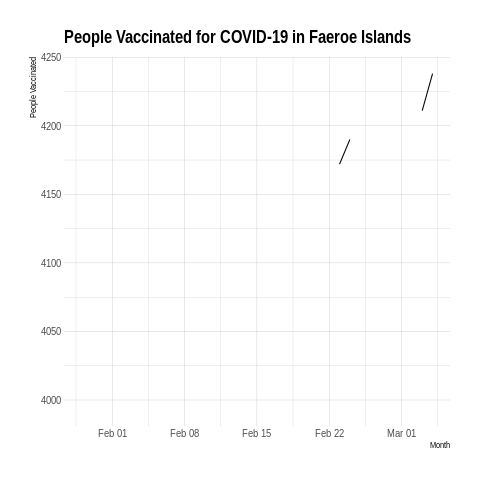 People Vaccinated for COVID-19 in Faeroe Islands
People Vaccinated
4250
4200
4150
4100
4050
4000
Feb 01 Feb 08 Feb 15 Feb 22 Mar 01
Month